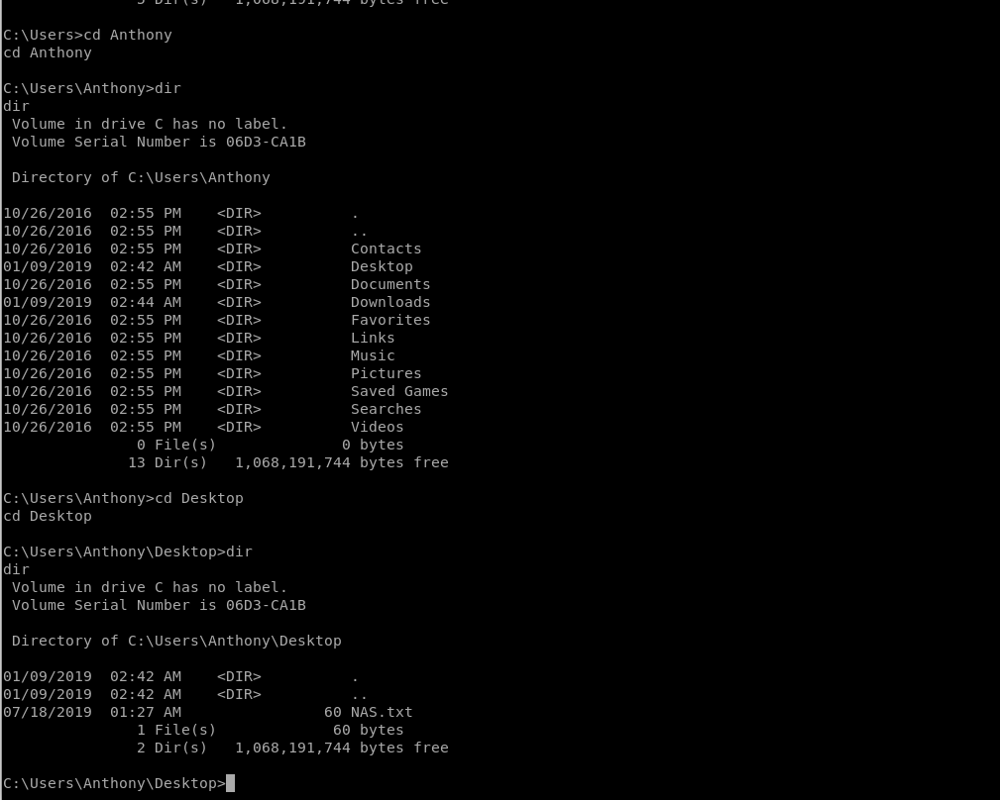 5 Dir(s)   1,068,191,744 bytes free
C:\Users>cd Anthony
cd Anthony
C:\Users\Anthony>dir
dir
 Volume in drive C has no label.
 Volume Serial Number is 06D3-CA1B
 Directory of C:\Users\Anthony
10/26/2016  02:55 PM    <DIR>          .
10/26/2016  02:55 PM    <DIR>          ..
10/26/2016  02:55 PM    <DIR>          Contacts
01/09/2019  02:42 AM    <DIR>          Desktop
10/26/2016  02:55 PM    <DIR>          Documents
01/09/2019  02:44 AM    <DIR>          Downloads
10/26/2016  02:55 PM    <DIR>          Favorites
10/26/2016  02:55 PM    <DIR>          Links
10/26/2016  02:55 PM    <DIR>          Music
10/26/2016  02:55 PM    <DIR>          Pictures
10/26/2016  02:55 PM    <DIR>          Saved Games
10/26/2016  02:55 PM    <DIR>          Searches
10/26/2016  02:55 PM    <DIR>          Videos
               0 File(s)              0 bytes
              13 Dir(s)   1,068,191,744 bytes free
C:\Users\Anthony>cd Desktop
cd Desktop
C:\Users\Anthony\Desktop>dir
dir
 Volume in drive C has no label.
 Volume Serial Number is 06D3-CA1B
 Directory of C:\Users\Anthony\Desktop
01/09/2019  02:42 AM    <DIR>          .
01/09/2019  02:42 AM    <DIR>          ..
07/18/2019  01:27 AM                60 NAS.txt
               1 File(s)             60 bytes
               2 Dir(s)   1,068,191,744 bytes free
C:\Users\Anthony\Desktop>